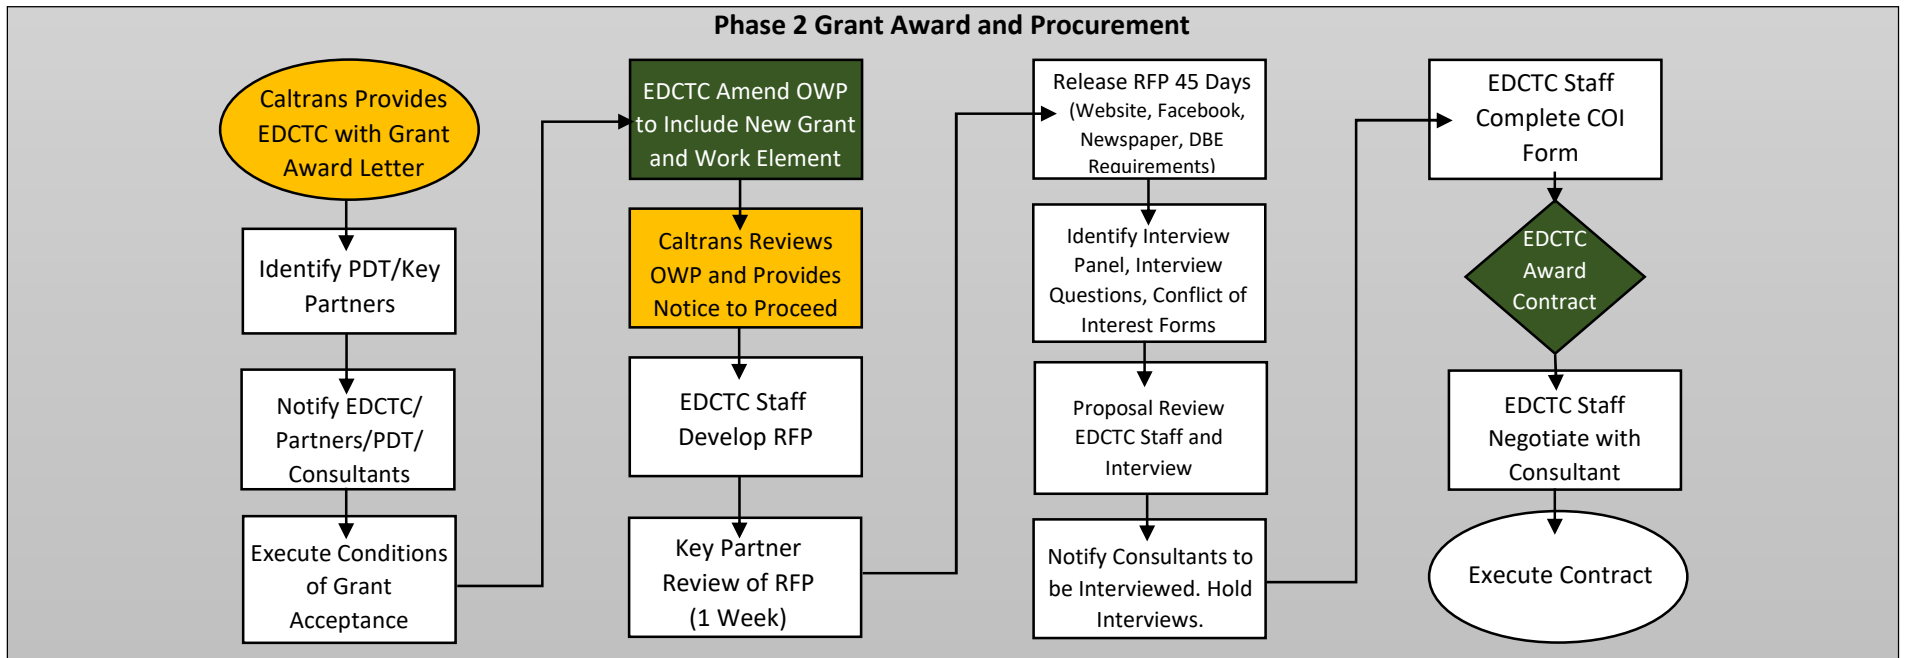 Phase 2 Grant Award and Procurement
Caltrans Provides
EDCTC with Grant
Award Letter
Identify PDT/Key
Partners
Notify EDCTC/
Partners/PDT/
Consultants
Execute Conditions
of Grant
Acceptance
EDCTC Amend OWP
to Include New Grant
and Work Element
Caltrans Reviews
OWP and Provides
Notice to Proceed
EDCTC Staff
Develop RFP
Key Partner
Review of RFP
(1 Week)
Release RFP 45 Days
(Website, Facebook,
Newspaper, DBE
Requirements)
Identify Interview
Panel, Interview
Questions, Conflict of
Interest Forms
Proposal Review
EDCTC Staff and
Interview
Notify Consultants to
be Interviewed. Hold
Interviews.
EDCTC Staff
Complete COI
Form
EDCTC
Award
Contract
EDCTC Staff
Negotiate with
Consultant
Execute Contract